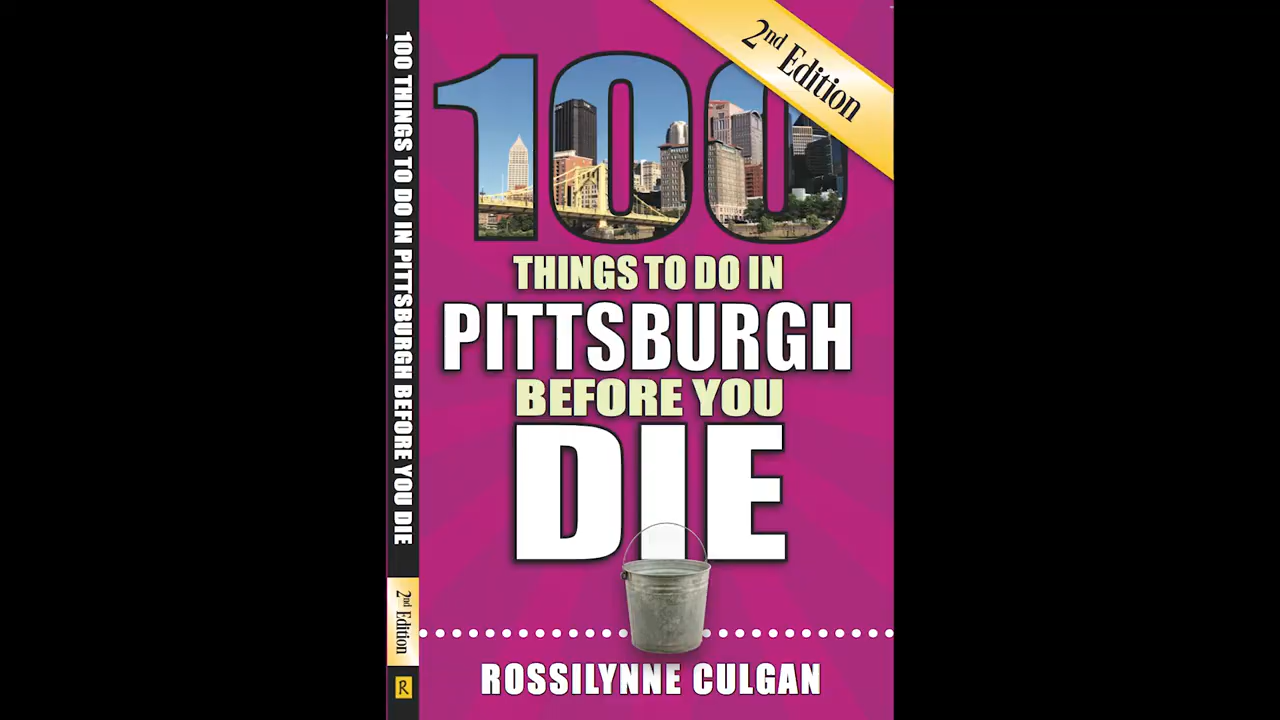 100 THINGS TO DO IN PITTSBURGH BEFORE YOU DIE
2nd Edition
R
2nd Edition
100
THINGS TO DO IN
PITTSBURGH
BEFORE YOU
DIE
ROSSILYNNE CULGAN